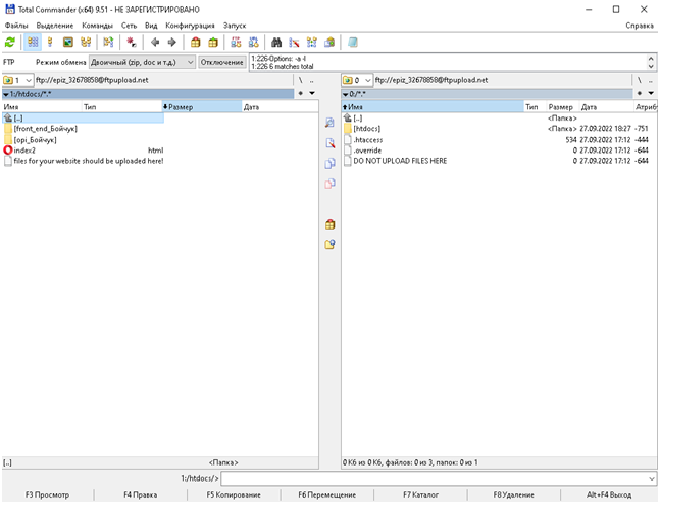 Total Commander (x64) 9.51 - НЕ ЗАРЕГИСТРИРОВАНО
Файлы Выделение Команды Сеть Вид Конфигурация Запуск Справка
FTP Режим обмена Двоичный (zip, doc и т.д.) Отключение 1:226-Options: -a -l
1:226 6 matches total
1 ftp://epiz_32678858@ftpupload.net \ .. 0 ftp://epiz_32678858@ftpupload.net \ ..
1:/htdocs/*.* * 0:/*.* *
Имя Тип Размер Дата Имя Тип Размер Дата Атрибу
[..] [..] <Папка>
[front_end_Бойчук] [htdocs] <Папка> 27.09.2022 18:27 -751
[opi_Бойчук] .htaccess 534 27.09.2022 17:12 -444
index2 html .override 0 27.09.2022 17:12 -644
files for your website should be uploaded here! DO NOT UPLOAD FILES HERE 0 27.09.2022 17:12 -644
[..] <Папка> 0 Кб из 0 Кб, файлов: 0 из 3, папок: 0 из 1
1:/htdocs/>
F3 Просмотр F4 Правка F5 Копирование F6 Перемещение F7 Каталог F8 Удаление Alt+F4 Выход